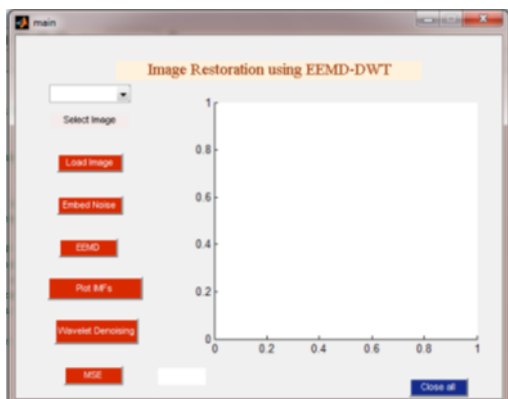 main
Image Restoration using EEMD-DWT
Select Image
Load Image
Embed Noise
EEMD
Plot IMFs
Wavelet Denoising
MSE
1
0.8
0.6
0.4
0.2
0
0 0.2 0.4 0.6 0.8 1
Close all